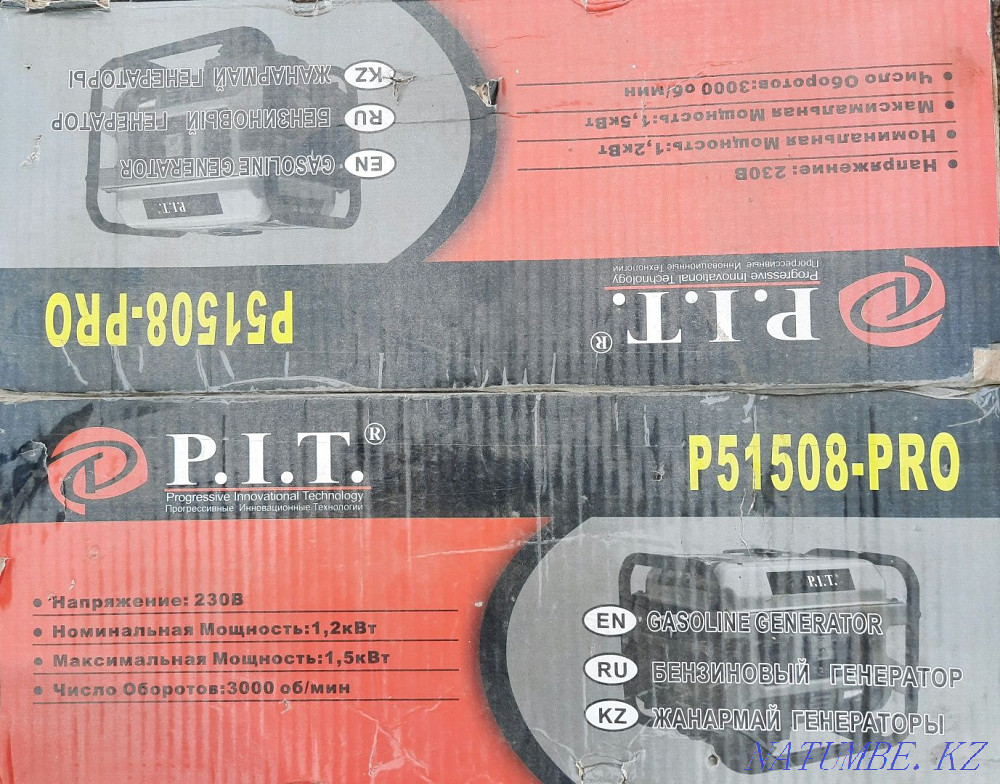 КZ ЖАНАРМАЙ ГЕНЕРАТОРЫ
RU БЕНЗИНОВЫЙ ГЕНЕРАТОР
EN GASOLINE GENERATOR
P.I.T.
• Число Оборотов:3000 об/мин
• Максимальная Мощность:1,5кВт
• Номинальная Мощность:1,2кВт
• Напряжение: 230В
Прогрессивные Инновационные Технологии
Progressive Innovational Technology
P.I.T.®
P51508-PRO
P.I.T.®
Progressive Innovational Technology
Прогрессивные Инновационные Технологии
P51508-PRO
• Напряжение: 230В
• Номинальная Мощность:1,2кВт
• Максимальная Мощность:1,5кВт
• Число Оборотов:3000 об/мин
P.I.T.
EN GASOLINE GENERATOR
RU БЕНЗИНОВЫЙ ГЕНЕРАТОР
KZ ЖАНАРМАЙ ГЕНЕРАТОРЫ
NATUMBE.KZ